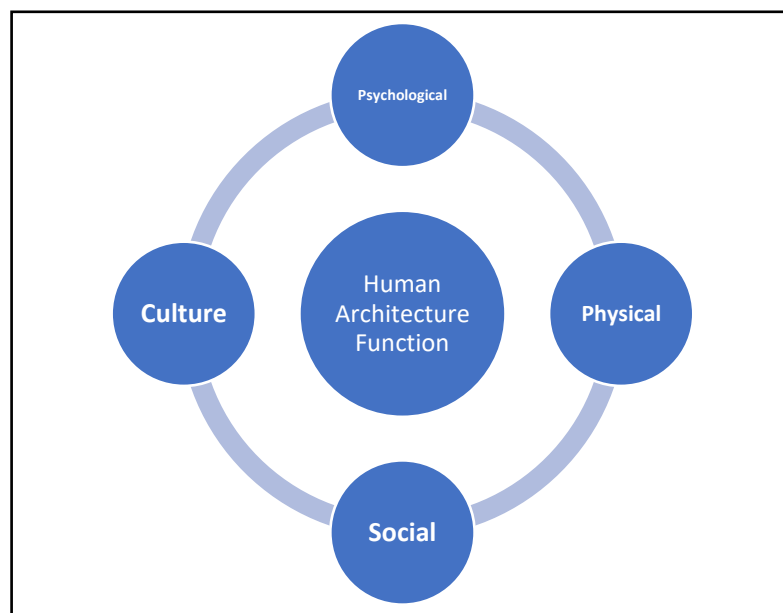 Psychological
Culture
Human
Architecture
Function
Physical
Social